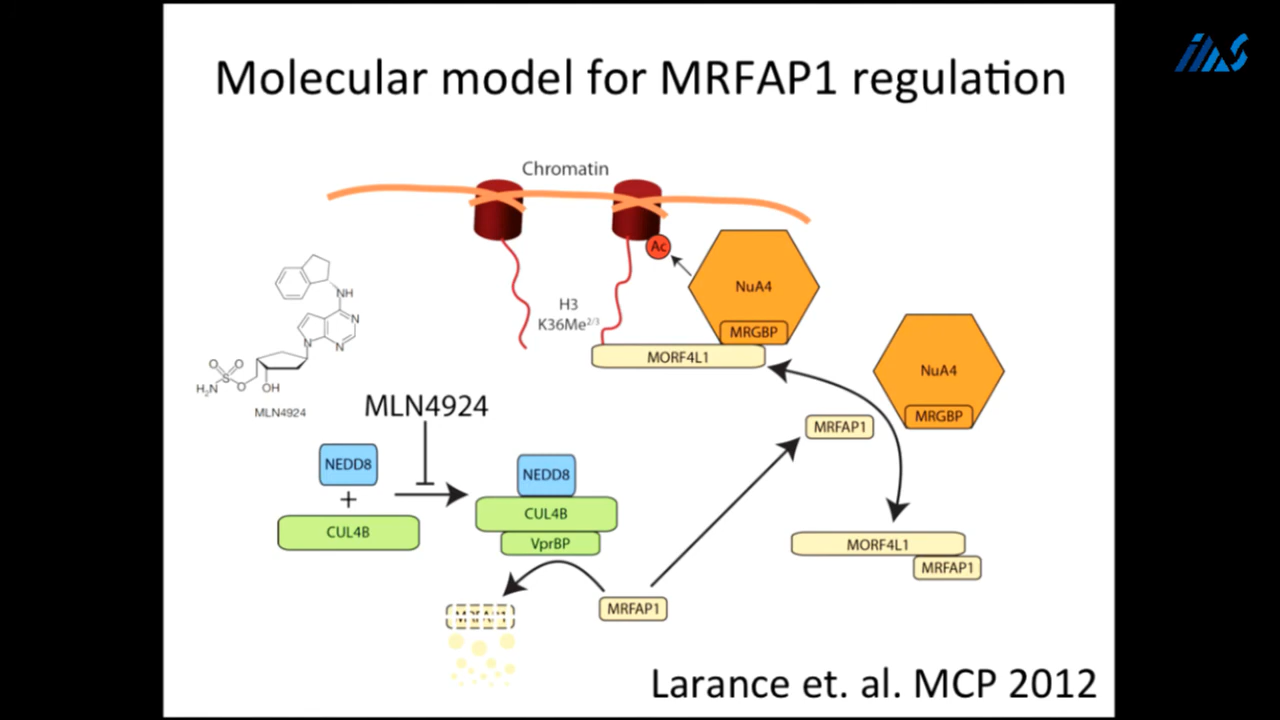 IIAS
Molecular model for MRFAP1 regulation
Chromatin
Ac
NuA4
MRGBP
H3
K36Me2/3
MORF4L1
NuA4
MRGBP
NH
N
N
N
O
O
S
H2N
O
OH
MLN4924
MLN4924
MRFAP1
NEDD8
+
CUL4B
NEDD8
CUL4B
VprBP
MORF4L1
MRFAP1
MRFAP1
Larance et. al. MCP 2012